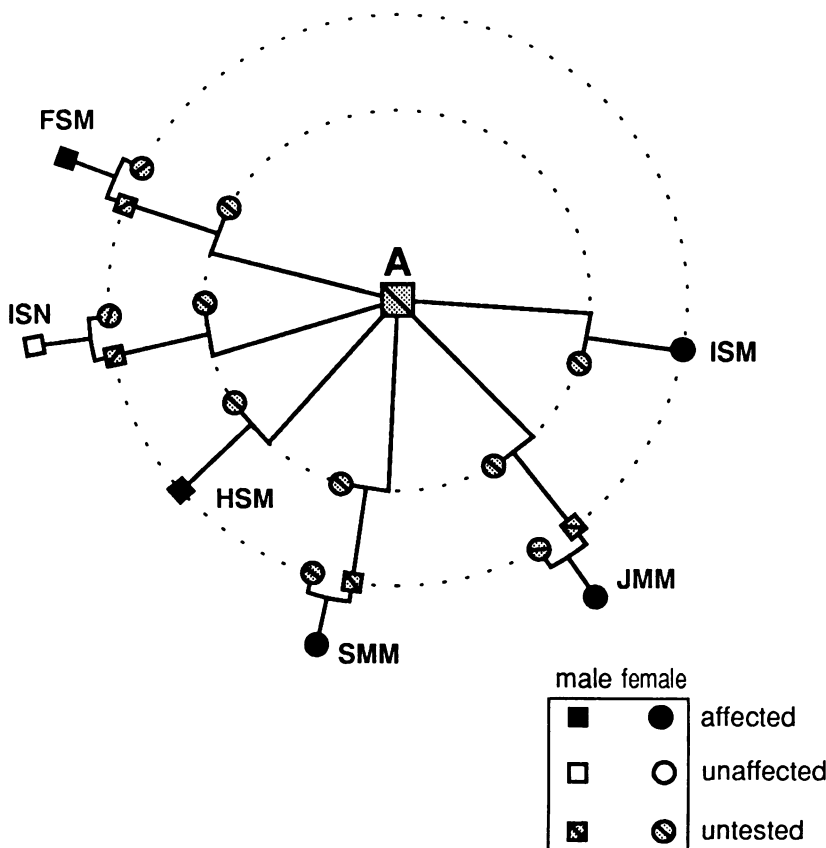 FSM
A
ISN
ISM
HSM
JMM
SMM
male female
affected
unaffected
untested